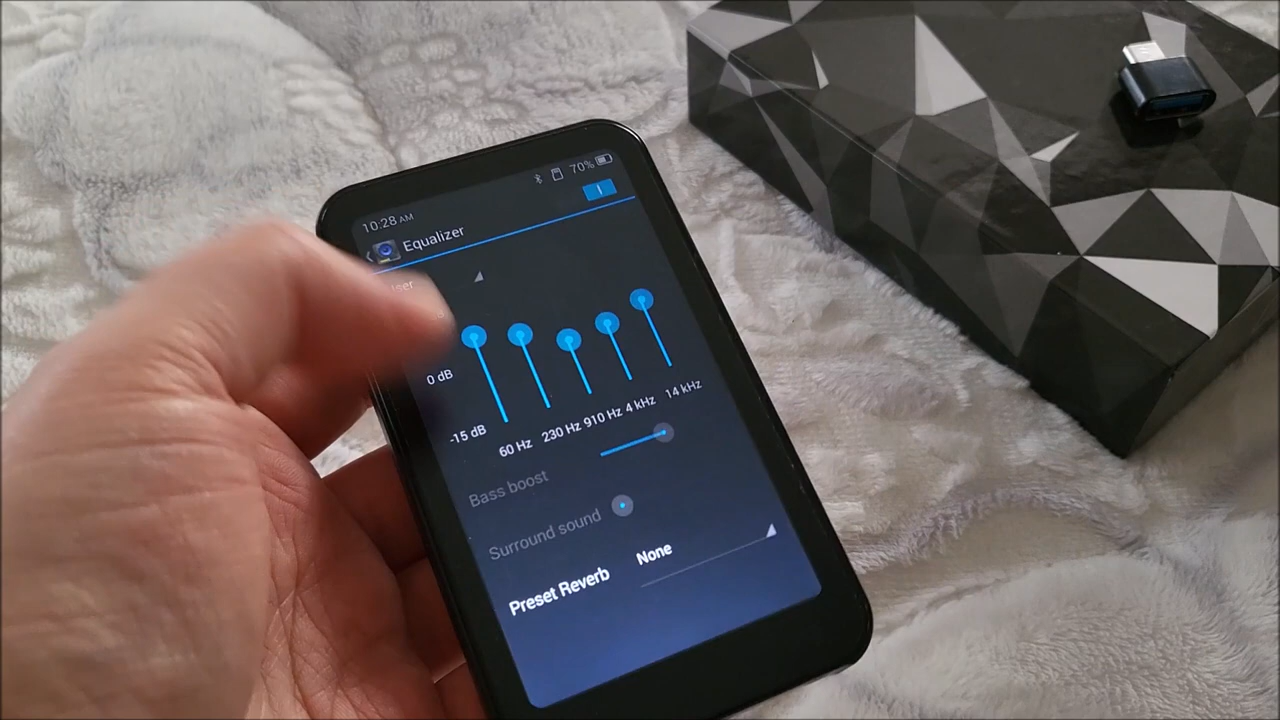 70%
10:28 AM
Equalizer
0 dB
-15 dB
60 Hz 230 Hz 910 Hz 4 kHz 14 kHz
Bass boost
Surround sound
Preset Reverb None